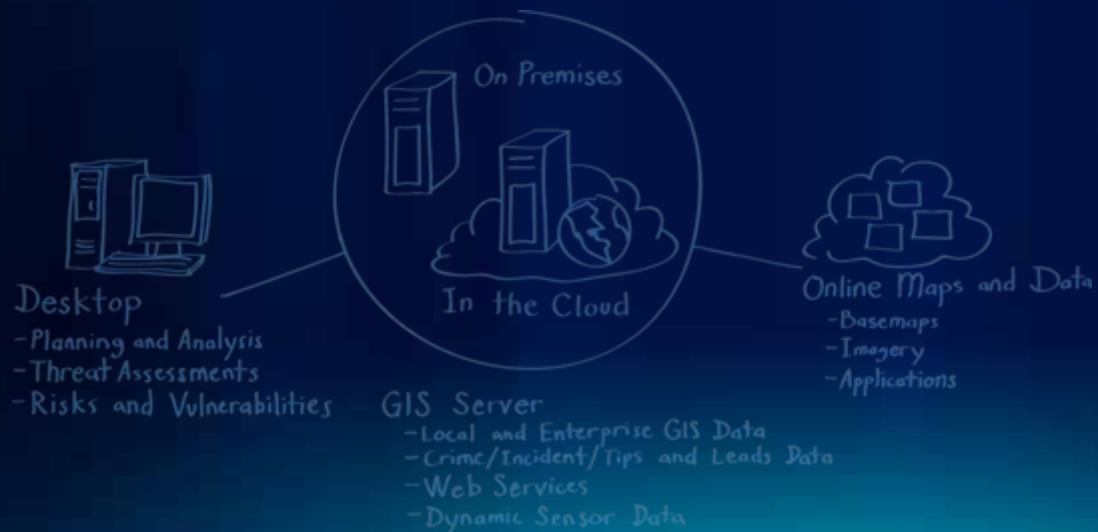 On Premises
In the Cloud
Desktop
-Planning and Analysis
-Threat Assessments
-Risks and Vulnerabilities
GIS Server
-Local and Enterprise GIS Data
-Crime/Incident/Tips and Leads Data
-Web Services
-Dynamic Sensor Data
Online Maps and Data
-Basemaps
-Imagery
-Applications